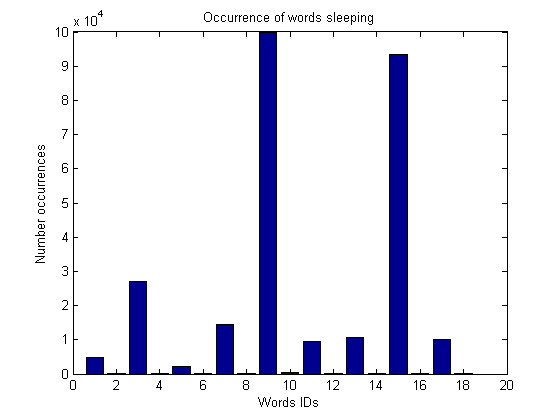 Occurrence of words sleeping
x 10^4
10
9
8
7
6
5
4
3
2
1
0
Number occurrences
0 2 4 6 8 10 12 14 16 18 20
Words IDs